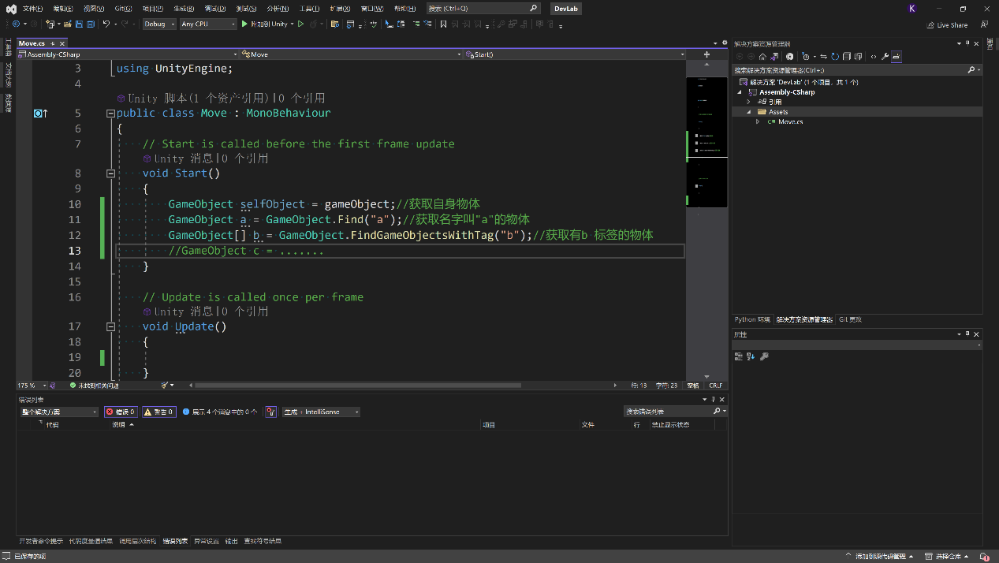 文件(F) 编辑(E) 视图(V) Git(G) 项目(P) 生成(B) 调试(D) 测试(S) 分析(N) 工具(T) 扩展(X) 窗口(W) 帮助(H) 搜索 (Ctrl+Q) DevLab K
Debug Any CPU 附加到 Unity Live Share
Move.cs
Assembly-CSharp Move Start()
3 using UnityEngine;
4
Unity 脚本(1 个资产引用)|0 个引用
5 public class Move : MonoBehaviour
6 {
7 // Start is called before the first frame update
Unity 消息|0 个引用
8 void Start()
9 {
10 GameObject selfObject = gameObject;//获取自身物体
11 GameObject a = GameObject.Find("a");//获取名字叫"a"的物体
12 GameObject[] b = GameObject.FindGameObjectsWithTag("b");//获取有b 标签的物体
13 //GameObject c = .......
14 }
15
16 // Update is called once per frame
Unity 消息|0 个引用
17 void Update()
18 {
19
20 }
175 % 未找到相关问题 行: 13 字符: 23 空格 CRLF
解决方案资源管理器
搜索解决方案资源管理器(Ctrl+;)
解决方案 'DevLab' (1 个项目, 共 1 个)
Assembly-CSharp
引用
Assets
C# Move.cs
Python 环境 解决方案资源管理器 Git 更改
属性
错误列表
整个解决方案 错误 0 警告 0 展示 4 个消息中的 0 个 生成 + IntelliSense 搜索错误列表
代码 说明 项目 文件 行 禁止显示状态
开发者命令提示 代码度量值结果 调用层次结构 错误列表 异常设置 输出 查找符号结果
已保存的项 添加到源代码管理 选择仓库 1